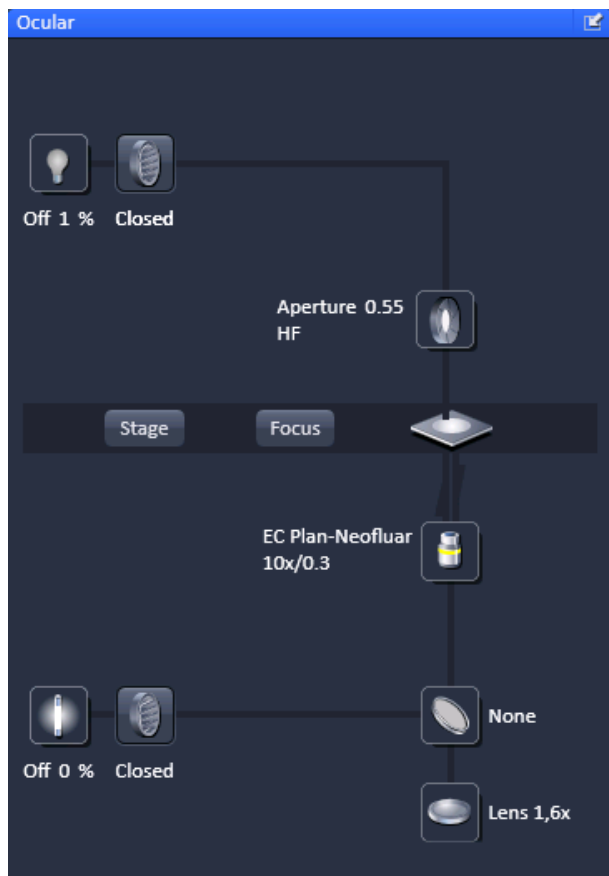 Ocular
Off 1 %
Closed
Aperture 0.55
HF
Stage
Focus
EC Plan-Neofluar
10x/0.3
None
Off 0 %
Closed
Lens 1,6x